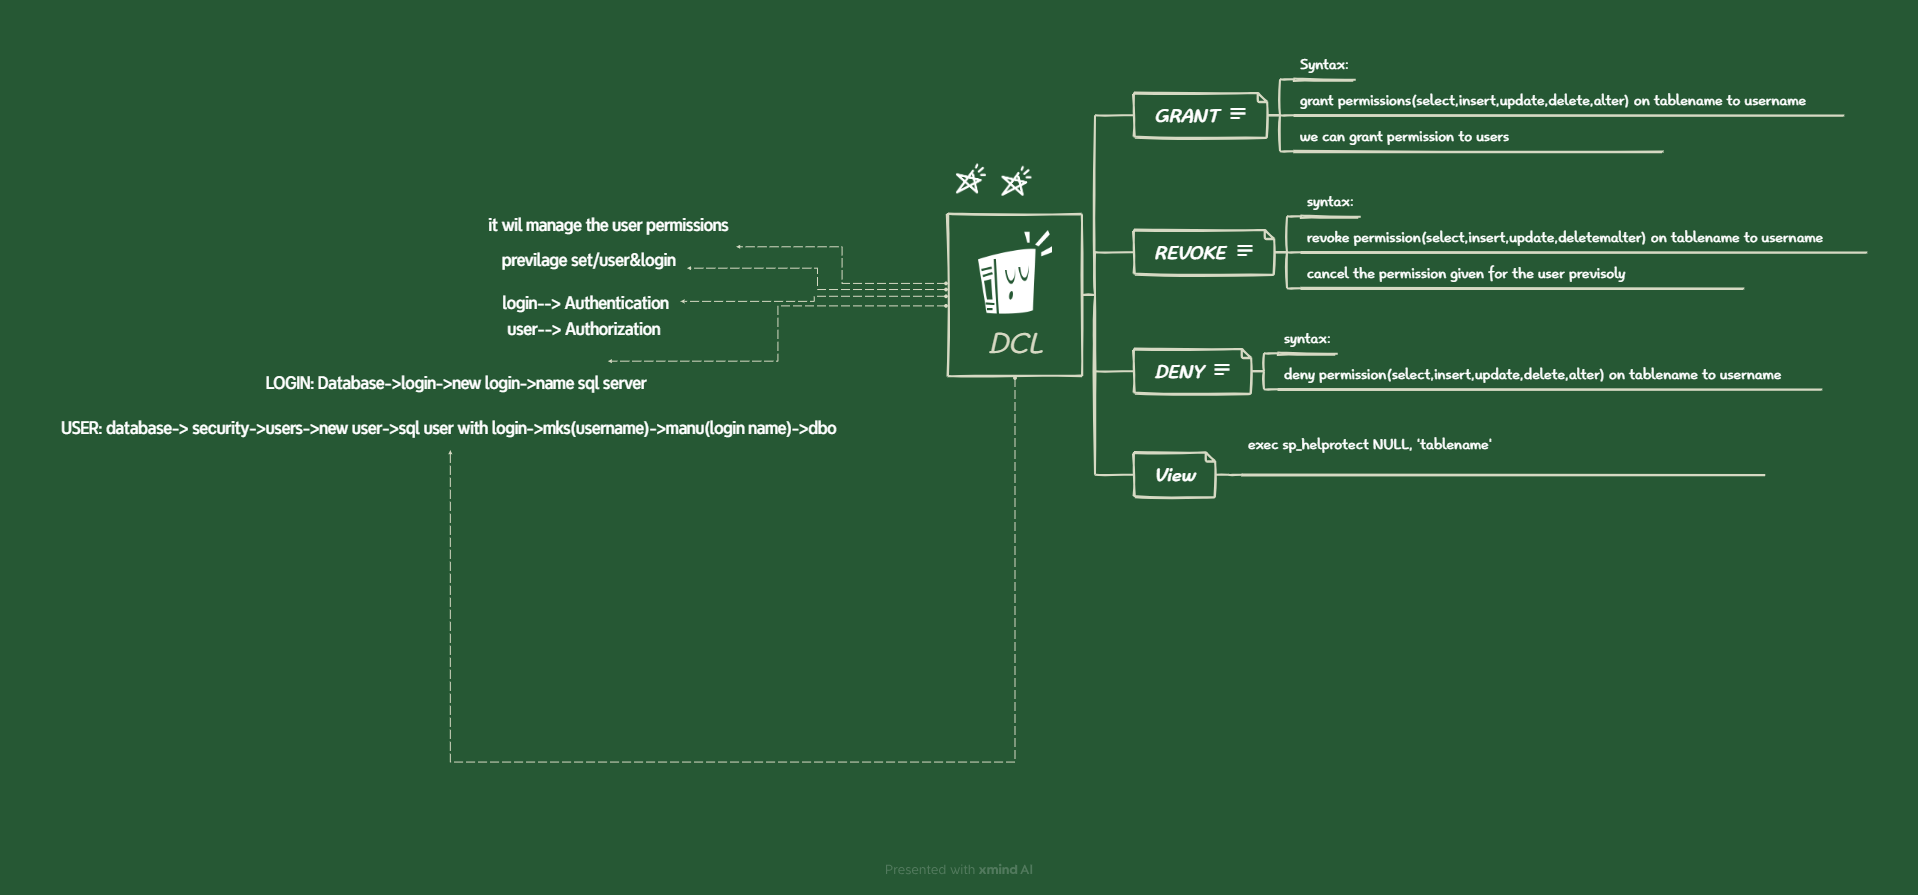 it wil manage the user permissions
previlage set/user&login
login--> Authentication
user--> Authorization
LOGIN: Database->login->new login->name sql server
USER: database-> security->users->new user->sql user with login->mks(username)->manu(login name)->dbo
DCL
GRANT
Syntax:
grant permissions(select,insert,update,delete,alter) on tablename to username
we can grant permission to users
REVOKE
syntax:
revoke permission(select,insert,update,deletemalter) on tablename to username
cancel the permission given for the user previsoly
DENY
syntax:
deny permission(select,insert,update,delete,alter) on tablename to username
View
exec sp_helprotect NULL, 'tablename'
Presented with xmind AI